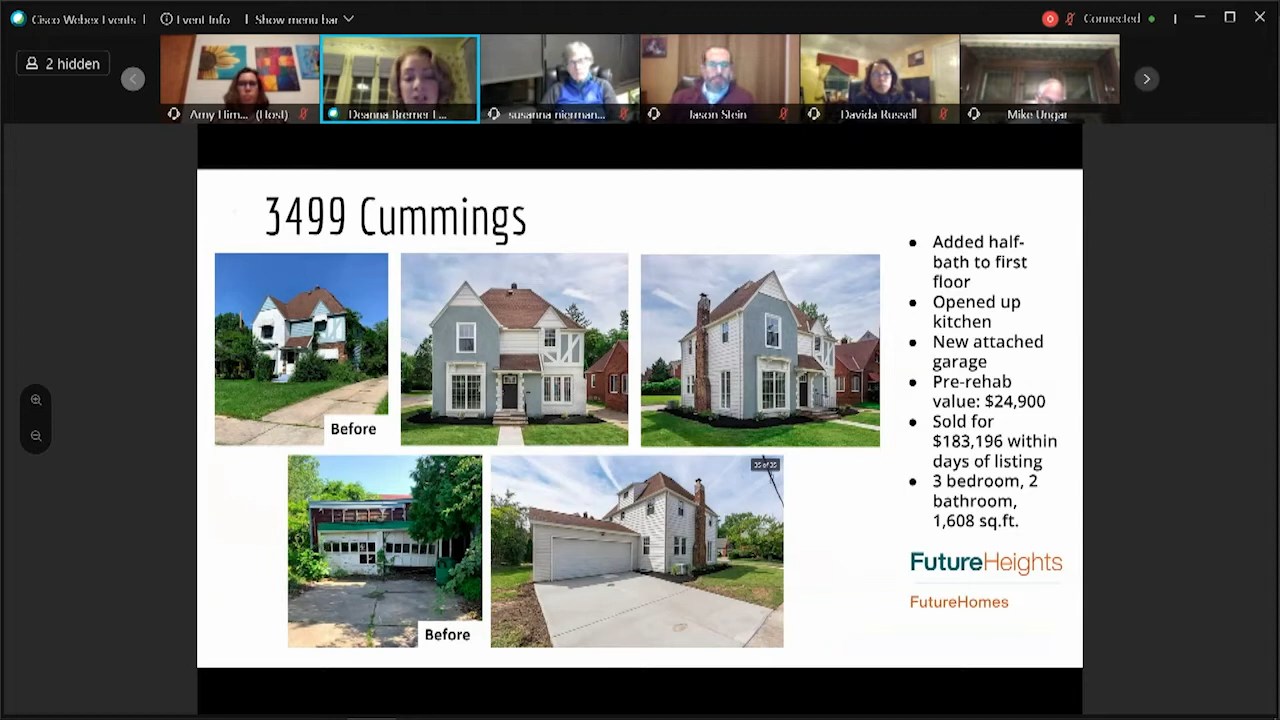 Cisco Webex Events
Event Info
Show menu bar
Connected
2 hidden
Amy Him... (Host)
Deanna Bremer F...
susanna nierman...
Jason Stein
Davida Russell
Mike Ungar
3499 Cummings
Before
Before
35 of 35
• Added half-
bath to first
floor
• Opened up
kitchen
• New attached
garage
• Pre-rehab
value: $24,900
• Sold for
$183,196 within
days of listing
• 3 bedroom, 2
bathroom,
1,608 sq.ft.
FutureHeights
FutureHomes